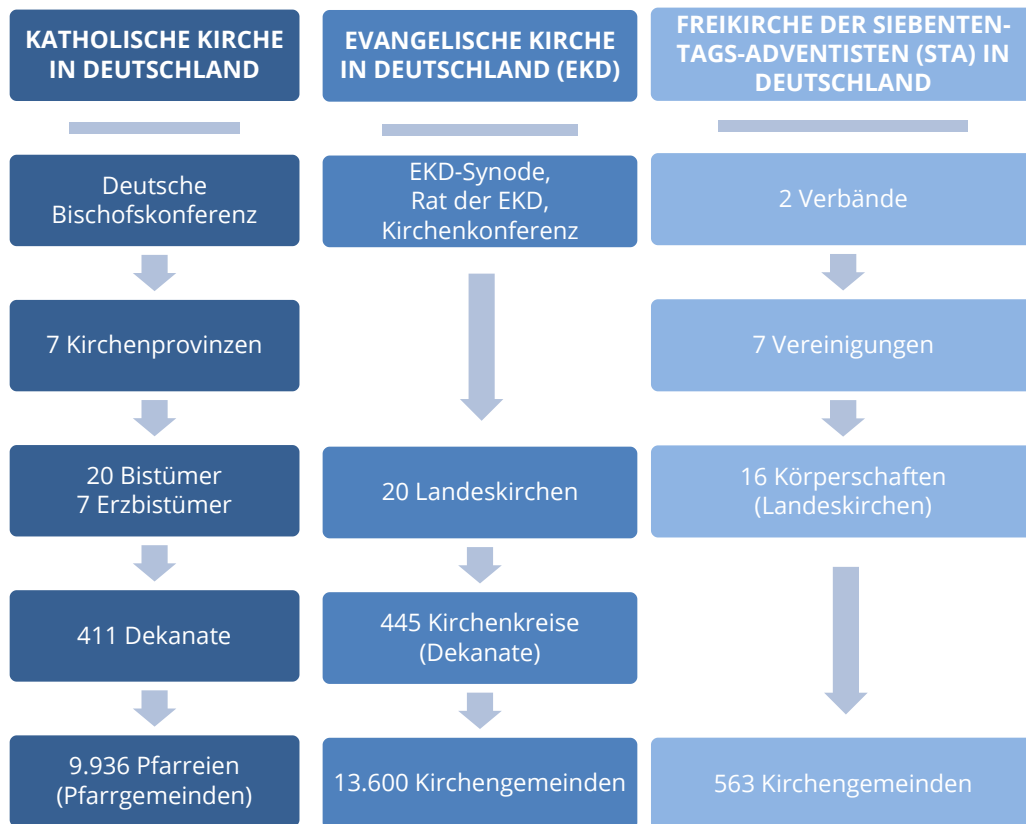 KATHOLISCHE KIRCHE
IN DEUTSCHLAND
Deutsche
Bischofskonferenz
7 Kirchenprovinzen
20 Bistümer
7 Erzbistümer
411 Dekanate
9.936 Pfarreien
(Pfarrgemeinden)
EVANGELISCHE KIRCHE
IN DEUTSCHLAND (EKD)
EKD-Synode,
Rat der EKD,
Kirchenkonferenz
20 Landeskirchen
445 Kirchenkreise
(Dekanate)
13.600 Kirchengemeinden
FREIKIRCHE DER SIEBENTEN-
TAGS-ADVENTISTEN (STA) IN
DEUTSCHLAND
2 Verbände
7 Vereinigungen
16 Körperschaften
(Landeskirchen)
563 Kirchengemeinden